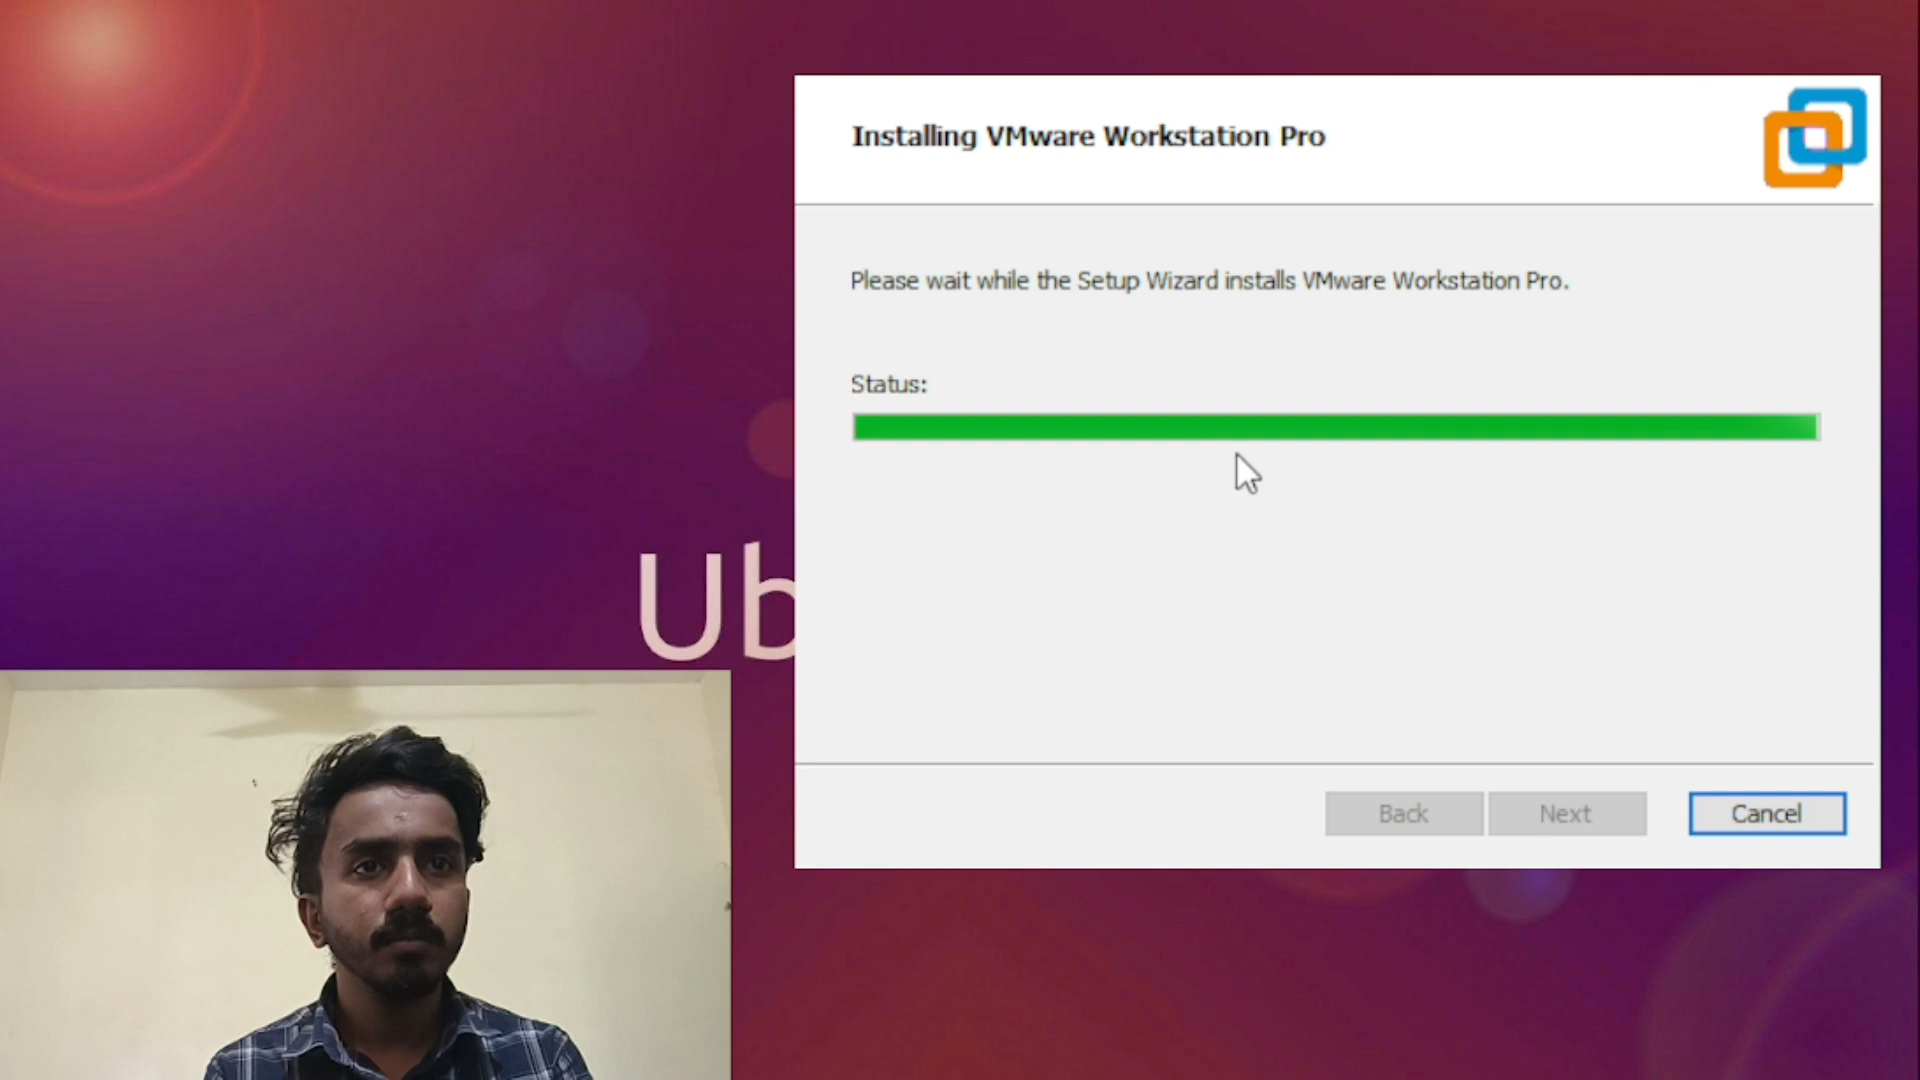 Installing VMware Workstation Pro
Please wait while the Setup Wizard installs VMware Workstation Pro.
Status:
Ub
Back
Next
Cancel